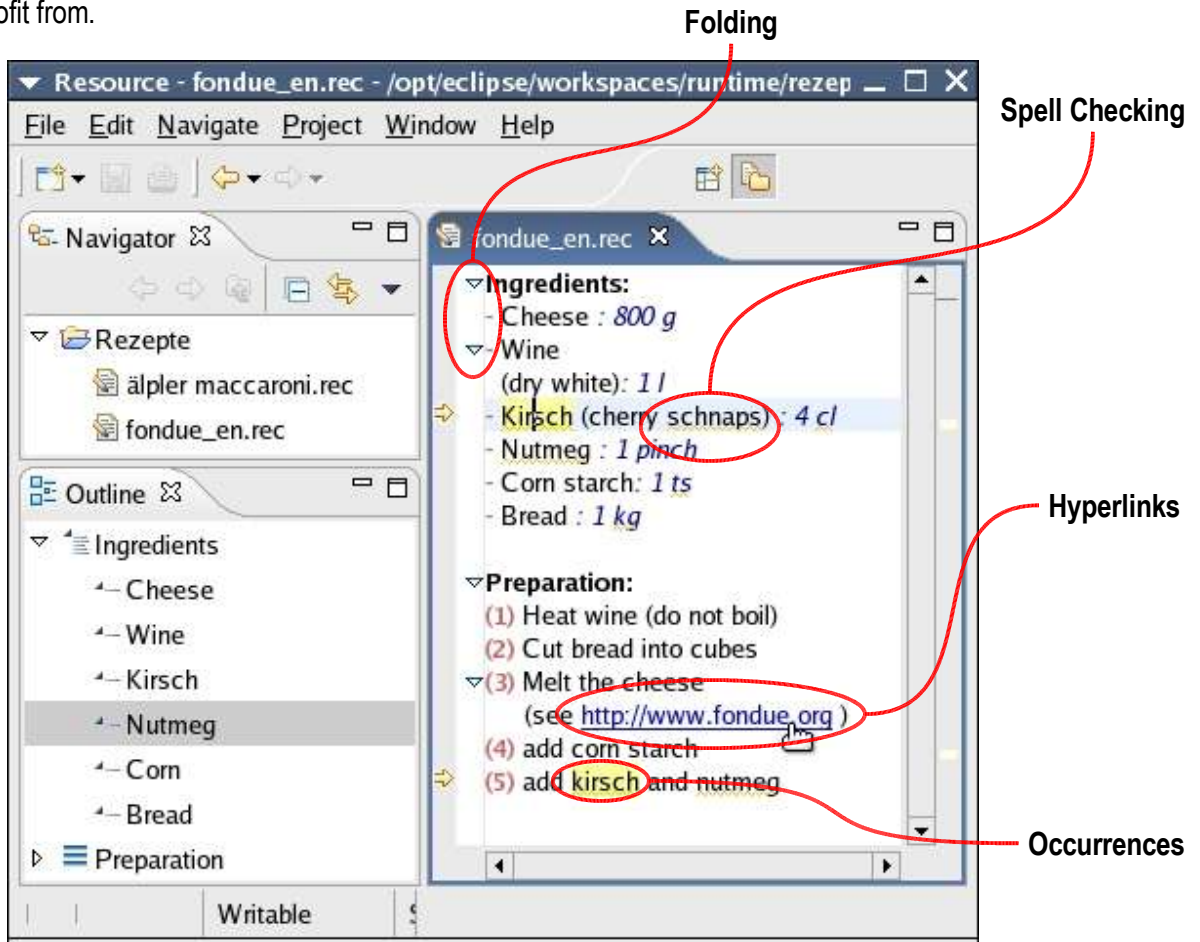 ofit from.
Folding
Resource - fondue_en.rec - /opt/eclipse/workspaces/runtime/rezep
Spell Checking
File Edit Navigate Project Window Help
Navigator
Rezepte
älpler maccaroni.rec
fondue_en.rec
Outline
Ingredients
Cheese
Wine
Kirsch
Nutmeg
Corn
Bread
Preparation
fondue_en.rec
Ingredients:
- Cheese : 800 g
- Wine
(dry white): 1 l
- Kirsch (cherry schnaps) : 4 cl
- Nutmeg : 1 pinch
- Corn starch: 1 ts
- Bread : 1 kg
Preparation:
(1) Heat wine (do not boil)
(2) Cut bread into cubes
(3) Melt the cheese
(see http://www.fondue.org )
(4) add corn starch
(5) add kirsch and nutmeg
Hyperlinks
Occurrences
Writable